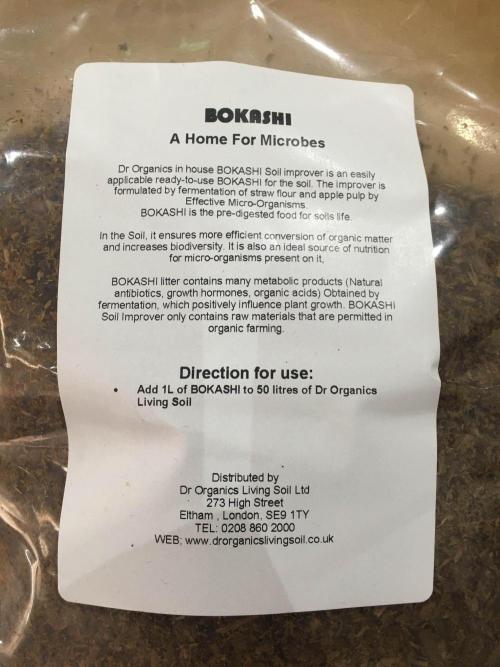 BOKASHI
A Home For Microbes
Dr Organics in house BOKASHI Soil improver is an easily
applicable ready-to-use BOKASHI for the soil. The improver is
formulated by fermentation of straw flour and apple pulp by
Effective Micro-Organisms.
BOKASHI is the pre-digested food for soils life.
In the Soil, it ensures more efficient conversion of organic matter
and increases biodiversity. It is also an ideal source of nutrition
for micro-organisms present on it,
BOKASHI litter contains many metabolic products (Natural
antibiotics, growth hormones, organic acids) Obtained by
fermentation, which positively influence plant growth. BOKASHI
Soil Improver only contains raw materials that are permitted in
organic farming.
Direction for use:
• Add 1L of BOKASHI to 50 litres of Dr Organics
Living Soil
Distributed by
Dr Organics Living Soil Ltd
273 High Street
Eltham , London, SE9 1TY
TEL: 0208 860 2000
WEB: www.drorganicslivingsoil.co.uk